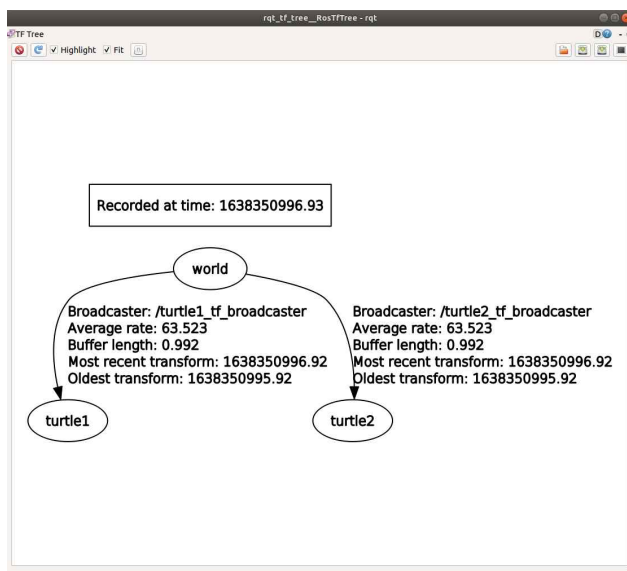 rqt_tf_tree__RosTfTree - rqt
TF Tree
D
Highlight
Fit
Recorded at time: 1638350996.93
world
Broadcaster: /turtle1_tf_broadcaster
Average rate: 63.523
Buffer length: 0.992
Most recent transform: 1638350996.92
Oldest transform: 1638350995.92
Broadcaster: /turtle2_tf_broadcaster
Average rate: 63.523
Buffer length: 0.992
Most recent transform: 1638350996.92
Oldest transform: 1638350995.92
turtle1
turtle2